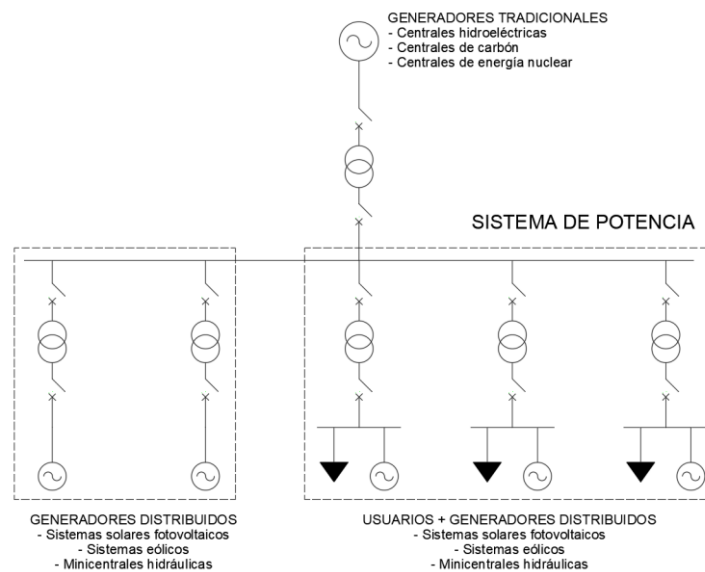 GENERADORES TRADICIONALES
- Centrales hidroeléctricas
- Centrales de carbón
- Centrales de energía nuclear
SISTEMA DE POTENCIA
GENERADORES DISTRIBUIDOS
- Sistemas solares fotovoltaicos
- Sistemas eólicos
- Minicentrales hidráulicas
USUARIOS + GENERADORES DISTRIBUIDOS
- Sistemas solares fotovoltaicos
- Sistemas eólicos
- Minicentrales hidráulicas